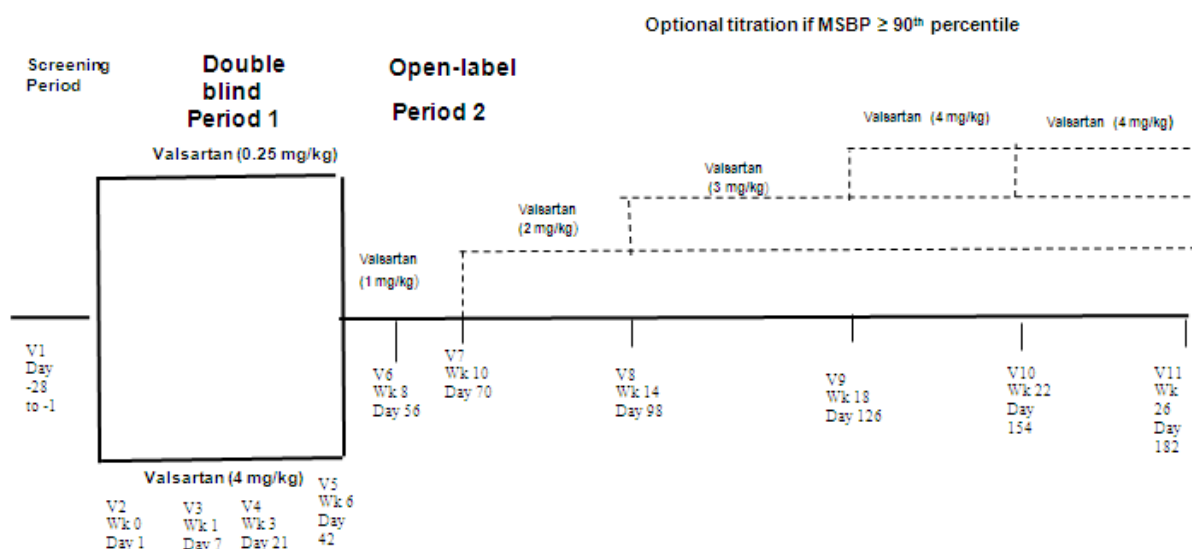 Optional titration if MSBP ≥ 90th percentile
Screening
Period
Double
blind
Period 1
Open-label
Period 2
Valsartan (0.25 mg/kg)
Valsartan
(1 mg/kg)
Valsartan
(2 mg/kg)
Valsartan
(3 mg/kg)
Valsartan (4 mg/kg)
Valsartan (4 mg/kg)
V1
Day
-28
to -1
Valsartan (4 mg/kg)
V2
Wk 0
Day 1
V3
Wk 1
Day 7
V4
Wk 3
Day 21
V5
Wk 6
Day
42
V6
Wk 8
Day 56
V7
Wk 10
Day 70
V8
Wk 14
Day 98
V9
Wk 18
Day 126
V10
Wk 22
Day
154
V11
Wk
26
Day
182